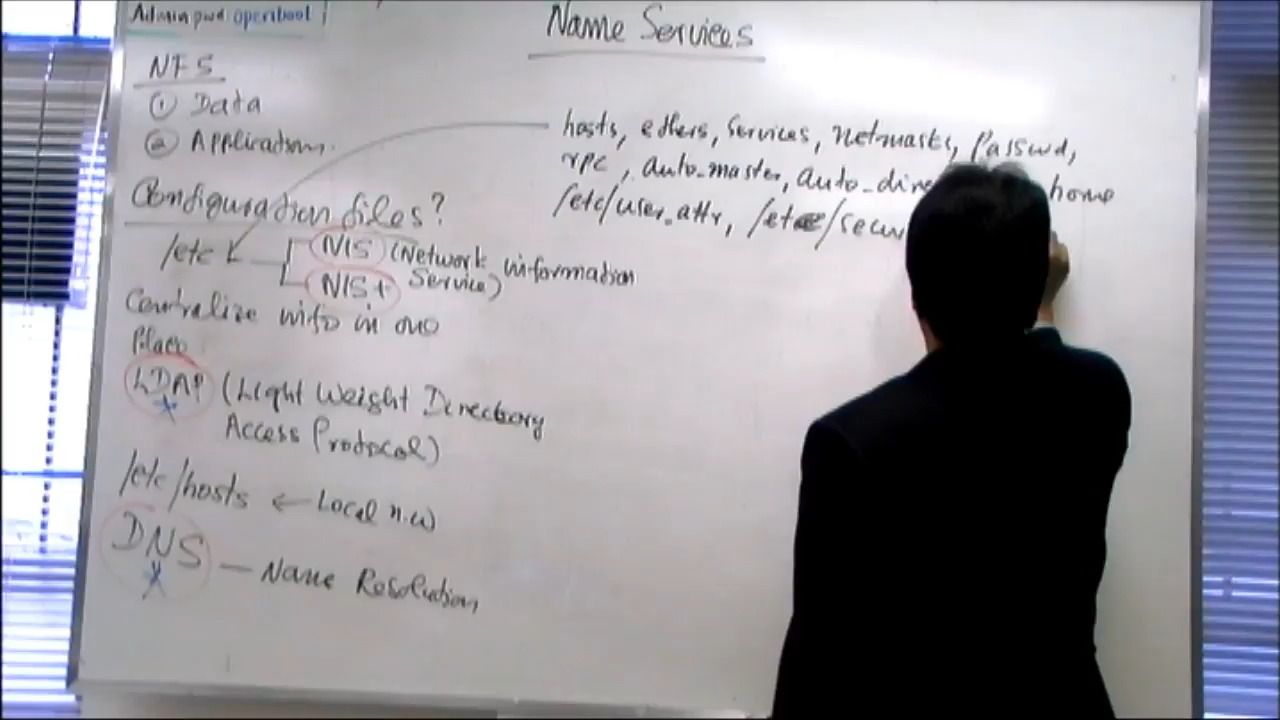 Admin pwd openbool
Name Services
NFS
① Data
② Application
Configuration files?
/etc
NIS (Network information
NIS+ Service)
Centralize info in one
Place
LDAP (Light Weight Directory
Access Protocol)
/etc/hosts ← Local n.w
DNS — Name Resolution
hosts, ethers, Services, netmasks, Passwd,
rpc, auto_master, auto_dire home
/etc/user_attr, /etc/secur